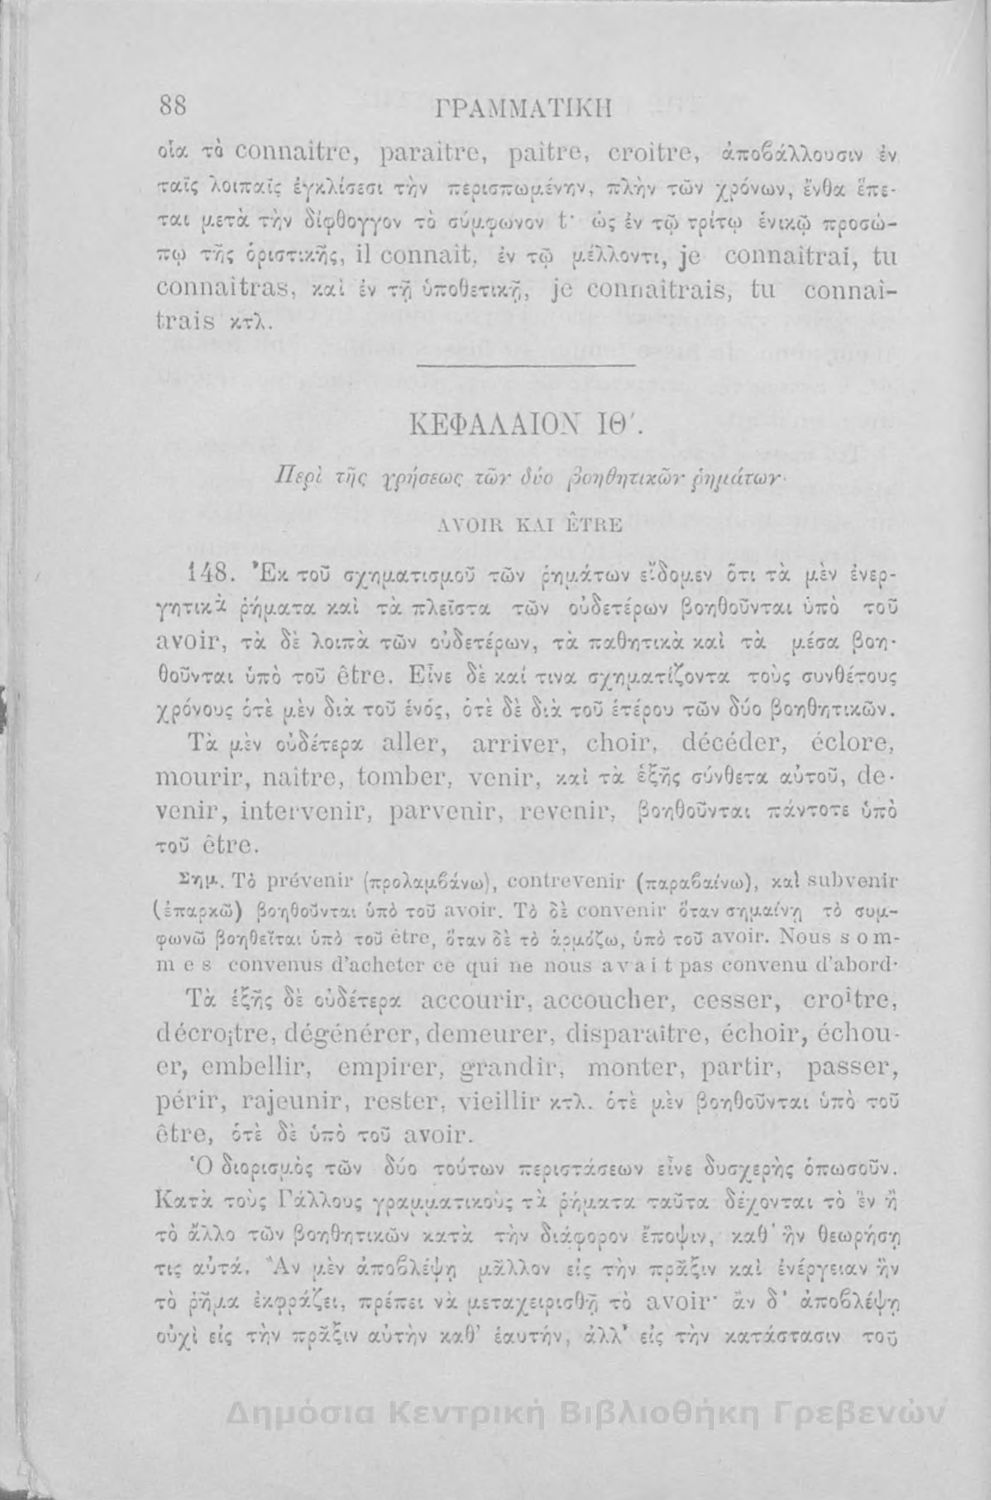 88 ΓΡΑΜΜΑΤΙΚΗ
οἷα τὸ connaître, paraître, paître, croître, ἀποβάλλουσιν ἐν
ταῖς λοιπαῖς ἐγκλίσεσι τὴν περισπωμένην, πλὴν τῶν χρόνων, ἔνθα ἕπε-
ται μετὰ τὴν δίφθογγον τὸ σύμφωνον t· ὡς ἐν τῷ τρίτῳ ἑνικῷ προσώ-
πῳ τῆς ὁριστικῆς, il connaît, ἐν τῷ μέλλοντι, je connaîtrai, tu
connaîtras, καὶ ἐν τῇ ὑποθετικῇ, je connaîtrais, tu connaî-
trais κτλ.
ΚΕΦΑΛΑΙΟΝ ΙΘ΄.
Περὶ τῆς χρήσεως τῶν δύο βοηθητικῶν ῥημάτων·
AVOIR ΚΑΙ ÊTRE
148. Ἐκ τοῦ σχηματισμοῦ τῶν ῥημάτων εἴδομεν ὅτι τὰ μὲν ἐνερ-
γητικὰ ῥήματα καὶ τὰ πλεῖστα τῶν οὐδετέρων βοηθοῦνται ὑπὸ τοῦ
avoir, τὰ δὲ λοιπὰ τῶν οὐδετέρων, τὰ παθητικὰ καὶ τὰ μέσα βοη-
θοῦνται ὑπὸ τοῦ être. Εἶνε δὲ καί τινα σχηματίζοντα τοὺς συνθέτους
χρόνους ὁτὲ μὲν διὰ τοῦ ἑνός, ὁτὲ δὲ διὰ τοῦ ἑτέρου τῶν δύο βοηθητικῶν.
Τὰ μὲν οὐδέτερα aller, arriver, choir, décéder, éclore,
mourir, naître, tomber, venir, καὶ τὰ ἑξῆς σύνθετα αὐτοῦ, de-
venir, intervenir, parvenir, revenir, βοηθοῦνται πάντοτε ὑπὸ
τοῦ être.
Σημ. Τὸ prévenir (προλαμβάνω), contrevenir (παραβαίνω), καὶ subvenir
(ἐπαρκῶ) βοηθοῦνται ὑπὸ τοῦ avoir. Τὸ δὲ convenir ὅταν σημαίνῃ τὸ συμ-
φωνῶ βοηθεῖται ὑπὸ τοῦ être, ὅταν δὲ τὸ ἁρμόζω, ὑπὸ τοῦ avoir. Nous s o m-
m e s convenus d'acheter ce qui ne nous a v a i t pas convenu d'abord·
Τὰ ἑξῆς δὲ οὐδέτερα accourir, accoucher, cesser, croître,
décroître, dégénérer, demeurer, disparaître, échoir, échou-
er, embellir, empirer, grandir, monter, partir, passer,
périr, rajeunir, rester, vieillir κτλ. ὁτὲ μὲν βοηθοῦνται ὑπὸ τοῦ
être, ὁτὲ δὲ ὑπὸ τοῦ avoir.
Ὁ διορισμὸς τῶν δύο τούτων περιστάσεων εἶνε δυσχερὴς ὁπωσοῦν.
Κατὰ τοὺς Γάλλους γραμματικοὺς τὰ ῥήματα ταῦτα δέχονται τὸ ἓν ἢ
τὸ ἄλλο τῶν βοηθητικῶν κατὰ τὴν διάφορον ἔποψιν, καθ' ἣν θεωρήσῃ
τις αὐτά. Ἂν μὲν ἀποβλέψῃ μᾶλλον εἰς τὴν πρᾶξιν καὶ ἐνέργειαν ἣν
τὸ ῥῆμα ἐκφράζει, πρέπει νὰ μεταχειρισθῇ τὸ avoir· ἂν δ' ἀποβλέψῃ
οὐχὶ εἰς τὴν πρᾶξιν αὐτὴν καθ' ἑαυτήν, ἀλλ' εἰς τὴν κατάστασιν τοῦ
Δημόσια Κεντρική Βιβλιοθήκη Γρεβενών